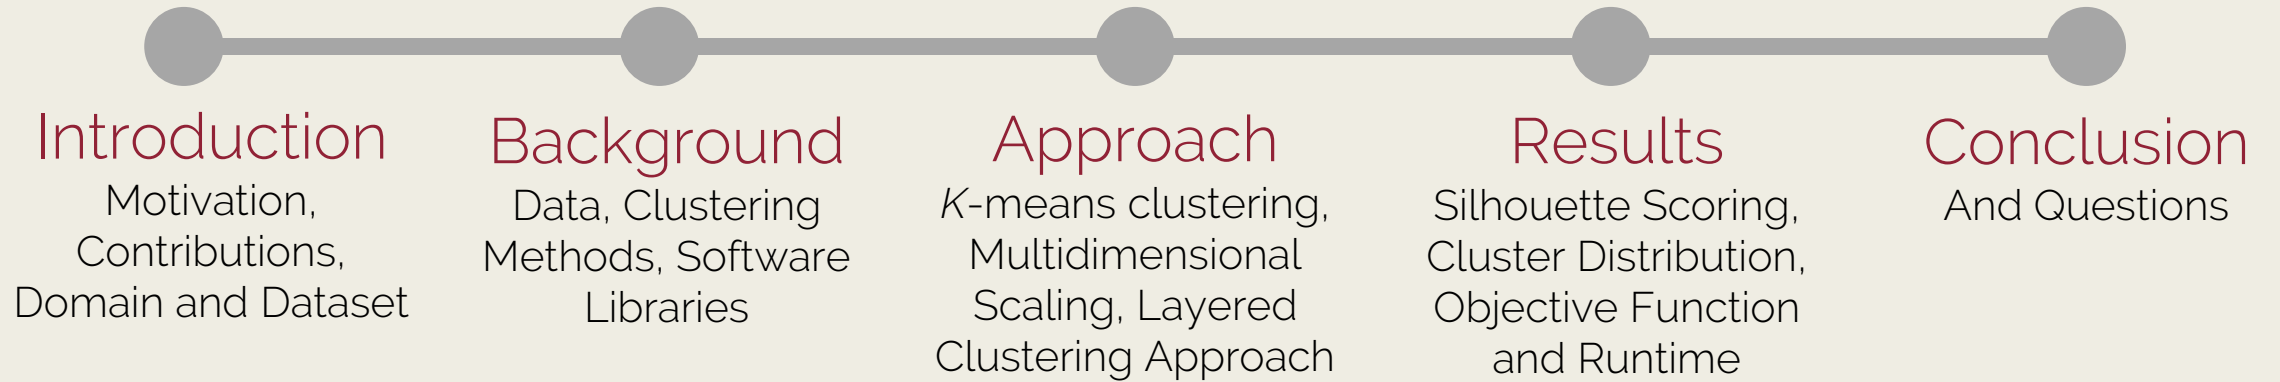 Introduction
Motivation,
Contributions,
Domain and Dataset
Background
Data, Clustering
Methods, Software
Libraries
Approach
K-means clustering,
Multidimensional
Scaling, Layered
Clustering Approach
Results
Silhouette Scoring,
Cluster Distribution,
Objective Function
and Runtime
Conclusion
And Questions